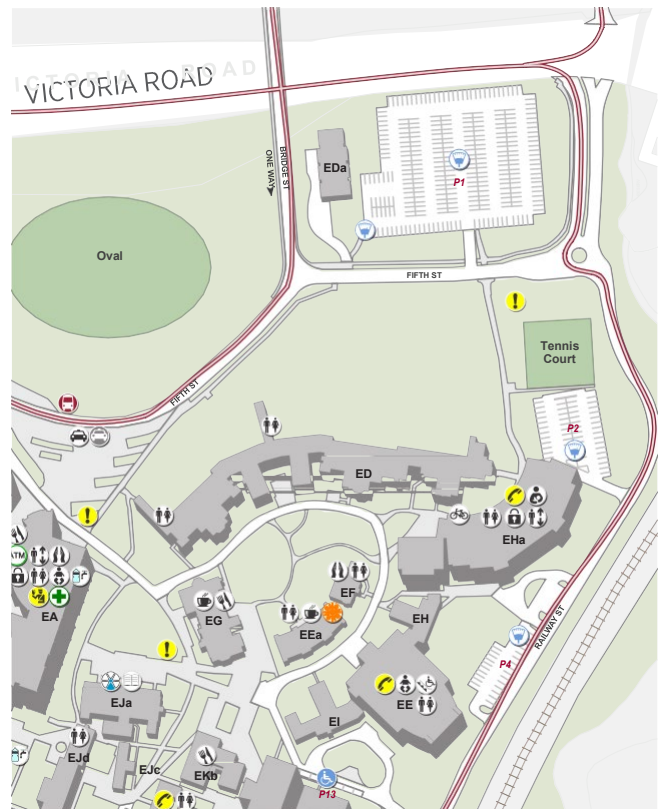 VICTORIA ROAD
VICTORIA ROAD
BRIDGE ST
ONE WAY
EDa
P1
Oval
FIFTH ST
Tennis
Court
FIFTH ST
P2
ED
EHa
ATM
EA
EF
EG
EEa
EH
RAILWAY ST
P4
EJa
EE
EI
EJd
EJc
EKb
P13